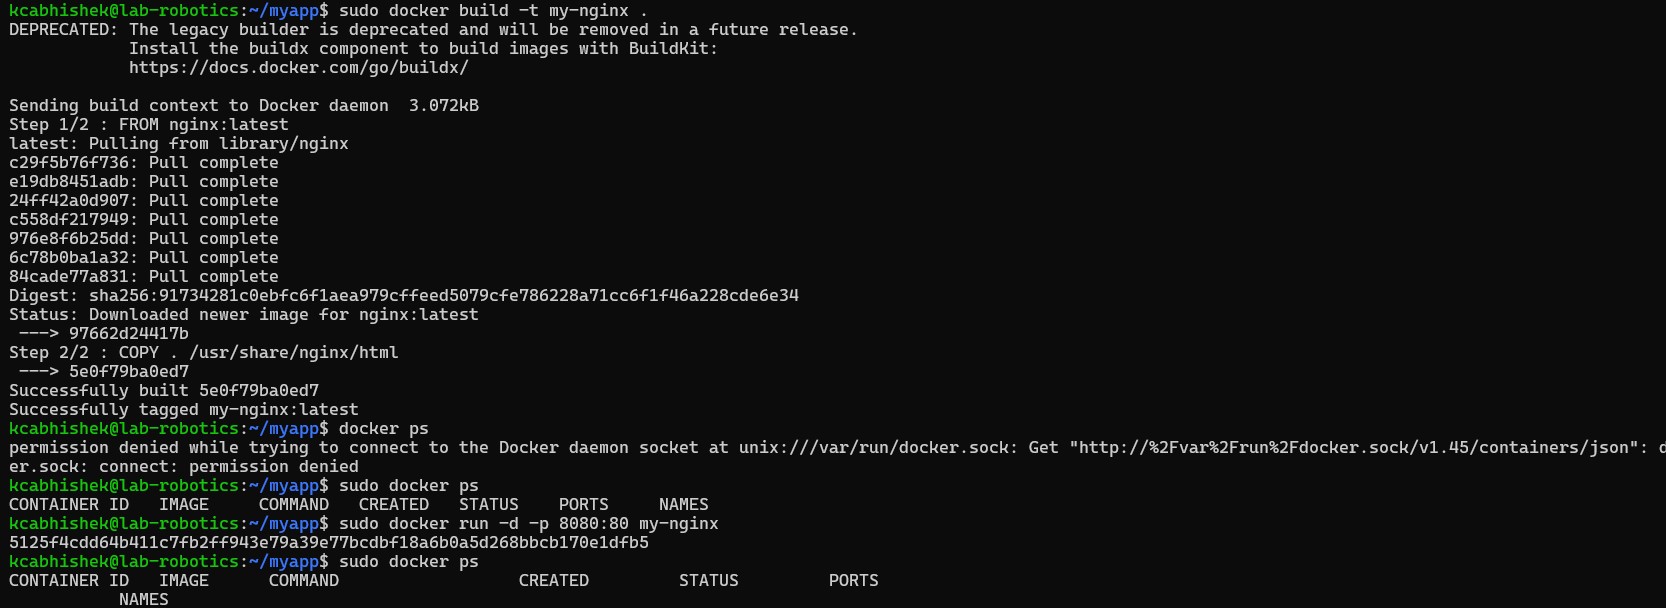 kcabhishek@lab-robotics:~/myapp$ sudo docker build -t my-nginx .
DEPRECATED: The legacy builder is deprecated and will be removed in a future release.
            Install the buildx component to build images with BuildKit:
            https://docs.docker.com/go/buildx/

Sending build context to Docker daemon  3.072kB
Step 1/2 : FROM nginx:latest
latest: Pulling from library/nginx
c29f5b76f736: Pull complete
e19db8451adb: Pull complete
24ff42a0d907: Pull complete
c558df217949: Pull complete
976e8f6b25dd: Pull complete
6c78b0ba1a32: Pull complete
84cade77a831: Pull complete
Digest: sha256:91734281c0ebfc6f1aea979cffeed5079cfe786228a71cc6f1f46a228cde6e34
Status: Downloaded newer image for nginx:latest
 ---> 97662d24417b
Step 2/2 : COPY . /usr/share/nginx/html
 ---> 5e0f79ba0ed7
Successfully built 5e0f79ba0ed7
Successfully tagged my-nginx:latest
kcabhishek@lab-robotics:~/myapp$ docker ps
permission denied while trying to connect to the Docker daemon socket at unix:///var/run/docker.sock: Get "http://%2Fvar%2Frun%2Fdocker.sock/v1.45/containers/json": d
er.sock: connect: permission denied
kcabhishek@lab-robotics:~/myapp$ sudo docker ps
CONTAINER ID   IMAGE     COMMAND   CREATED   STATUS    PORTS     NAMES
kcabhishek@lab-robotics:~/myapp$ sudo docker run -d -p 8080:80 my-nginx
5125f4cdd64b411c7fb2ff943e79a39e77bcdbf18a6b0a5d268bbcb170e1dfb5
kcabhishek@lab-robotics:~/myapp$ sudo docker ps
CONTAINER ID   IMAGE      COMMAND                  CREATED         STATUS         PORTS
           NAMES